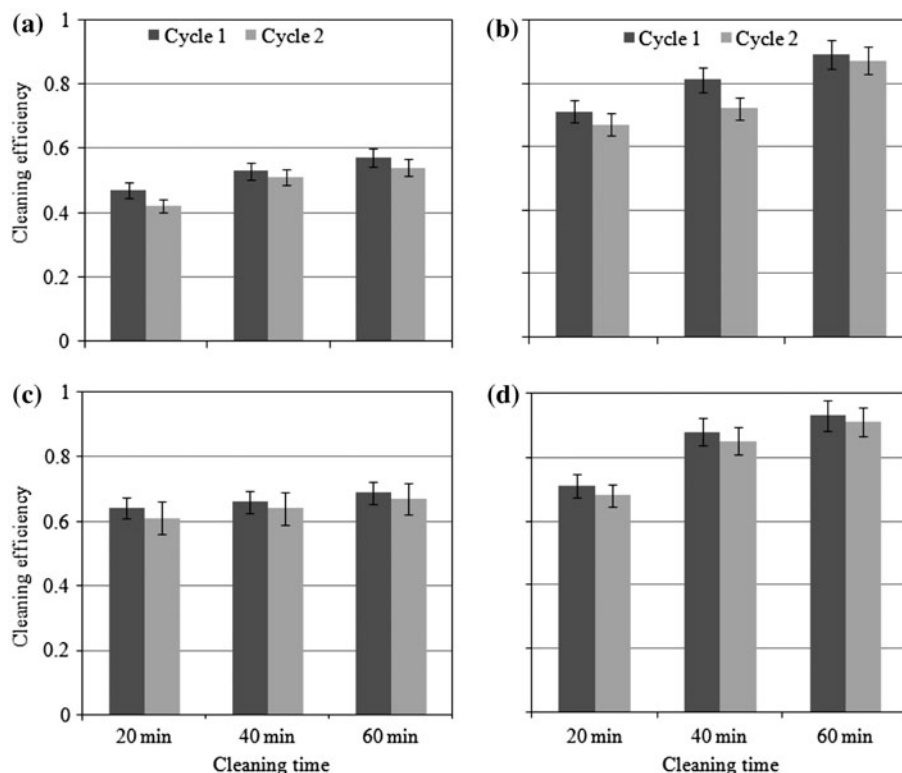 (a)
Cycle 1 Cycle 2
1
0.8
0.6
0.4
0.2
0
Cleaning efficiency
(b)
Cycle 1 Cycle 2
(c)
1
0.8
0.6
0.4
0.2
0
Cleaning efficiency
20 min 40 min 60 min
Cleaning time
(d)
20 min 40 min 60 min
Cleaning time